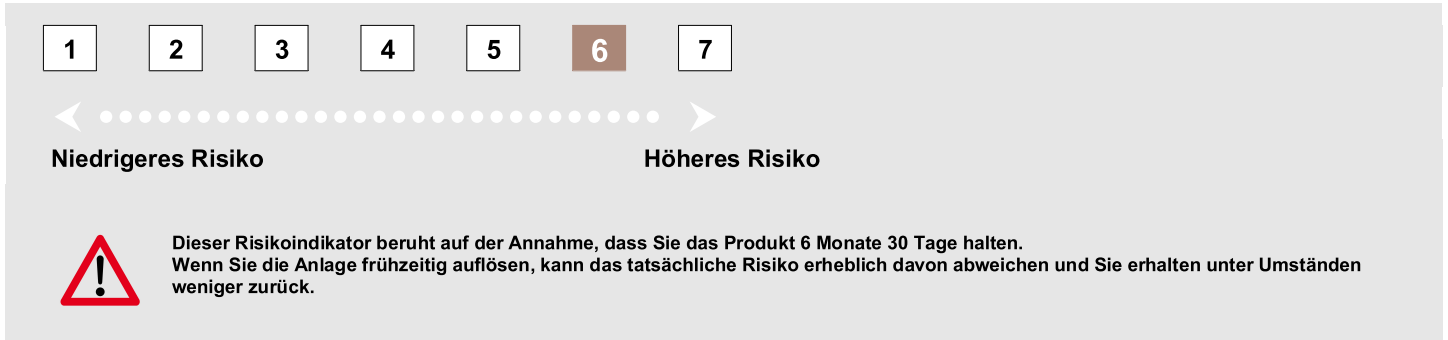 1 2 3 4 5 6 7
Niedrigeres Risiko Höheres Risiko
Dieser Risikoindikator beruht auf der Annahme, dass Sie das Produkt 6 Monate 30 Tage halten.
Wenn Sie die Anlage frühzeitig auflösen, kann das tatsächliche Risiko erheblich davon abweichen und Sie erhalten unter Umständen
weniger zurück.